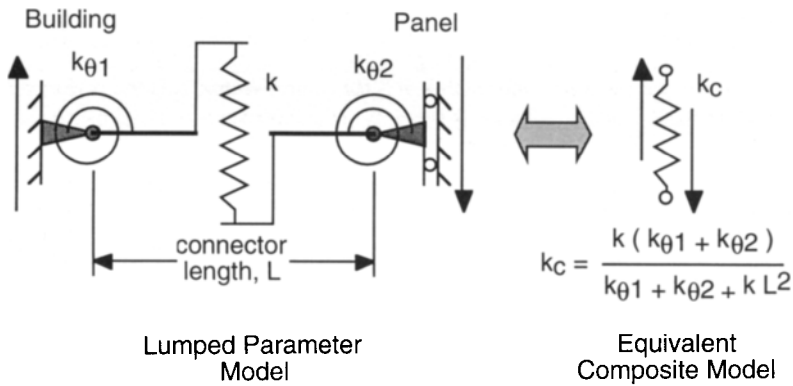 Building
Panel
kθ1
k
kθ2
kc
connector
length, L
kc = k ( kθ1 + kθ2 ) / kθ1 + kθ2 + k L2
Lumped Parameter
Model
Equivalent
Composite Model